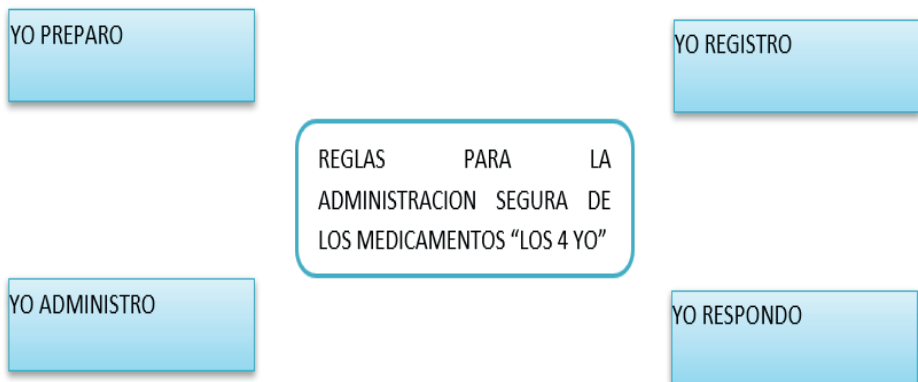 YO PREPARO
YO REGISTRO
REGLAS PARA LA
ADMINISTRACION SEGURA DE
LOS MEDICAMENTOS “LOS 4 YO”
YO ADMINISTRO
YO RESPONDO